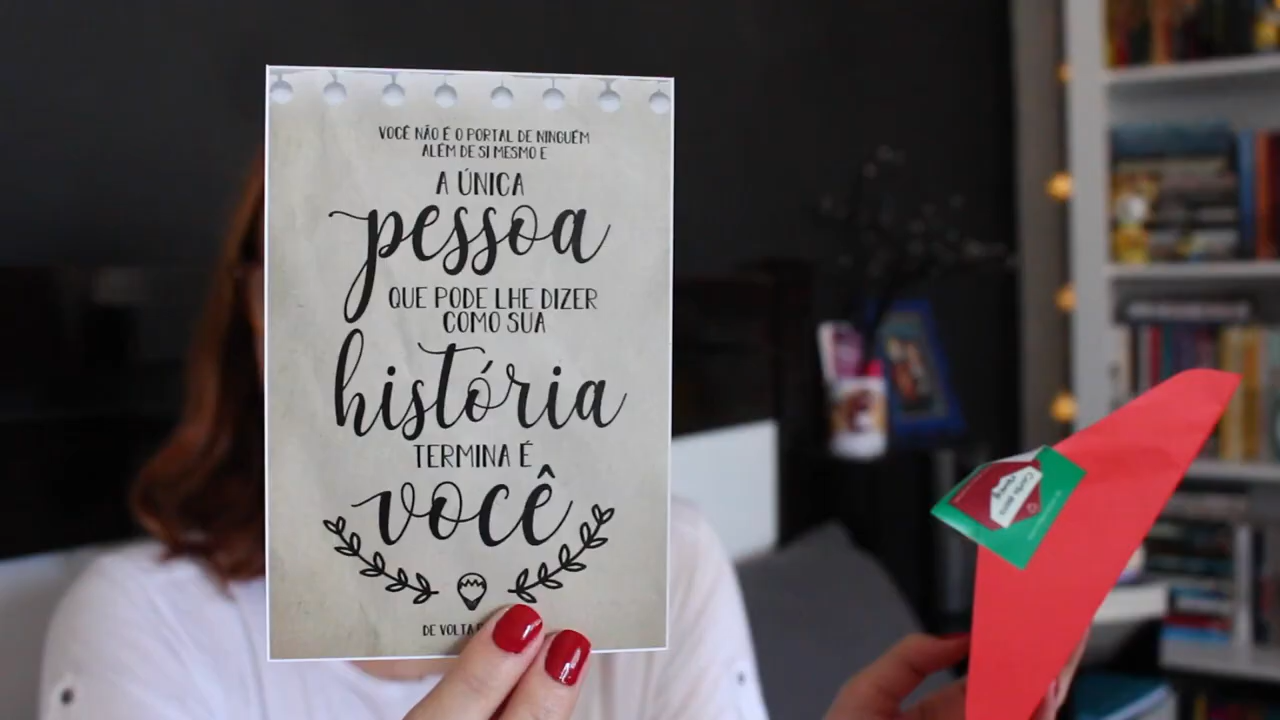 VOCÊ NÃO É O PORTAL DE NINGUÉM
ALÉM DE SI MESMO E
A ÚNICA
pessoa
QUE PODE LHE DIZER
COMO SUA
história
TERMINA É
você
DE VOLTA